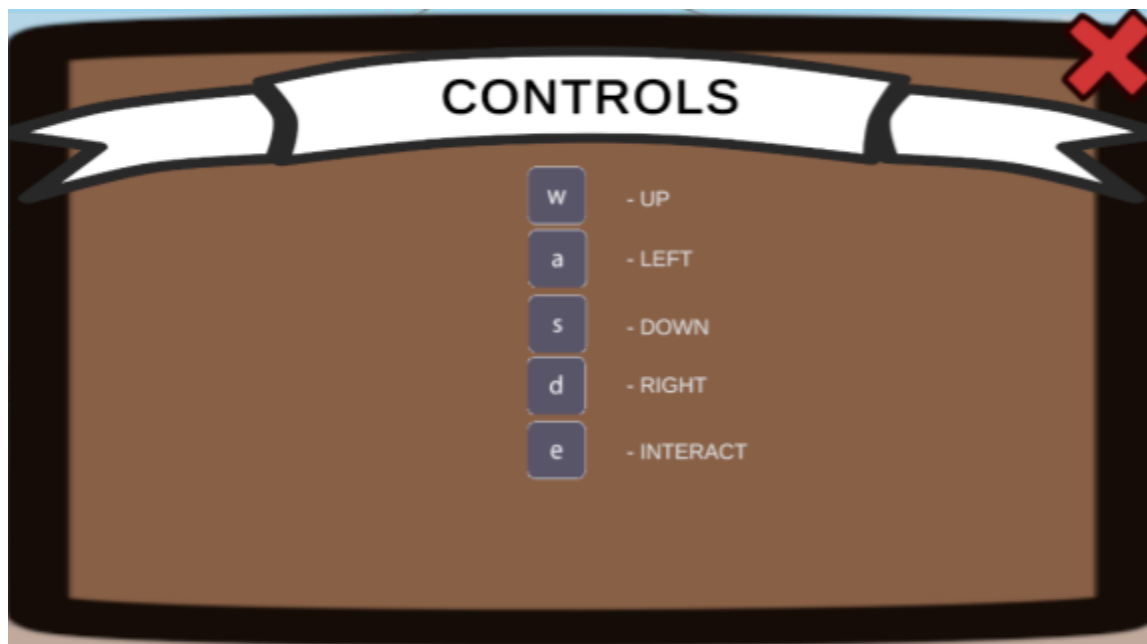 CONTROLS
w - UP
a - LEFT
s - DOWN
d - RIGHT
e - INTERACT